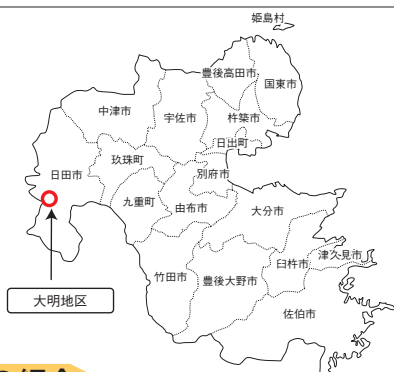 姫島村
豊後高田市
国東市
中津市
宇佐市
杵築市
日出町
玖珠町
日田市
別府市
九重町
由布市
大分市
津久見市
臼杵市
竹田市
豊後大野市
大明地区
佐伯市